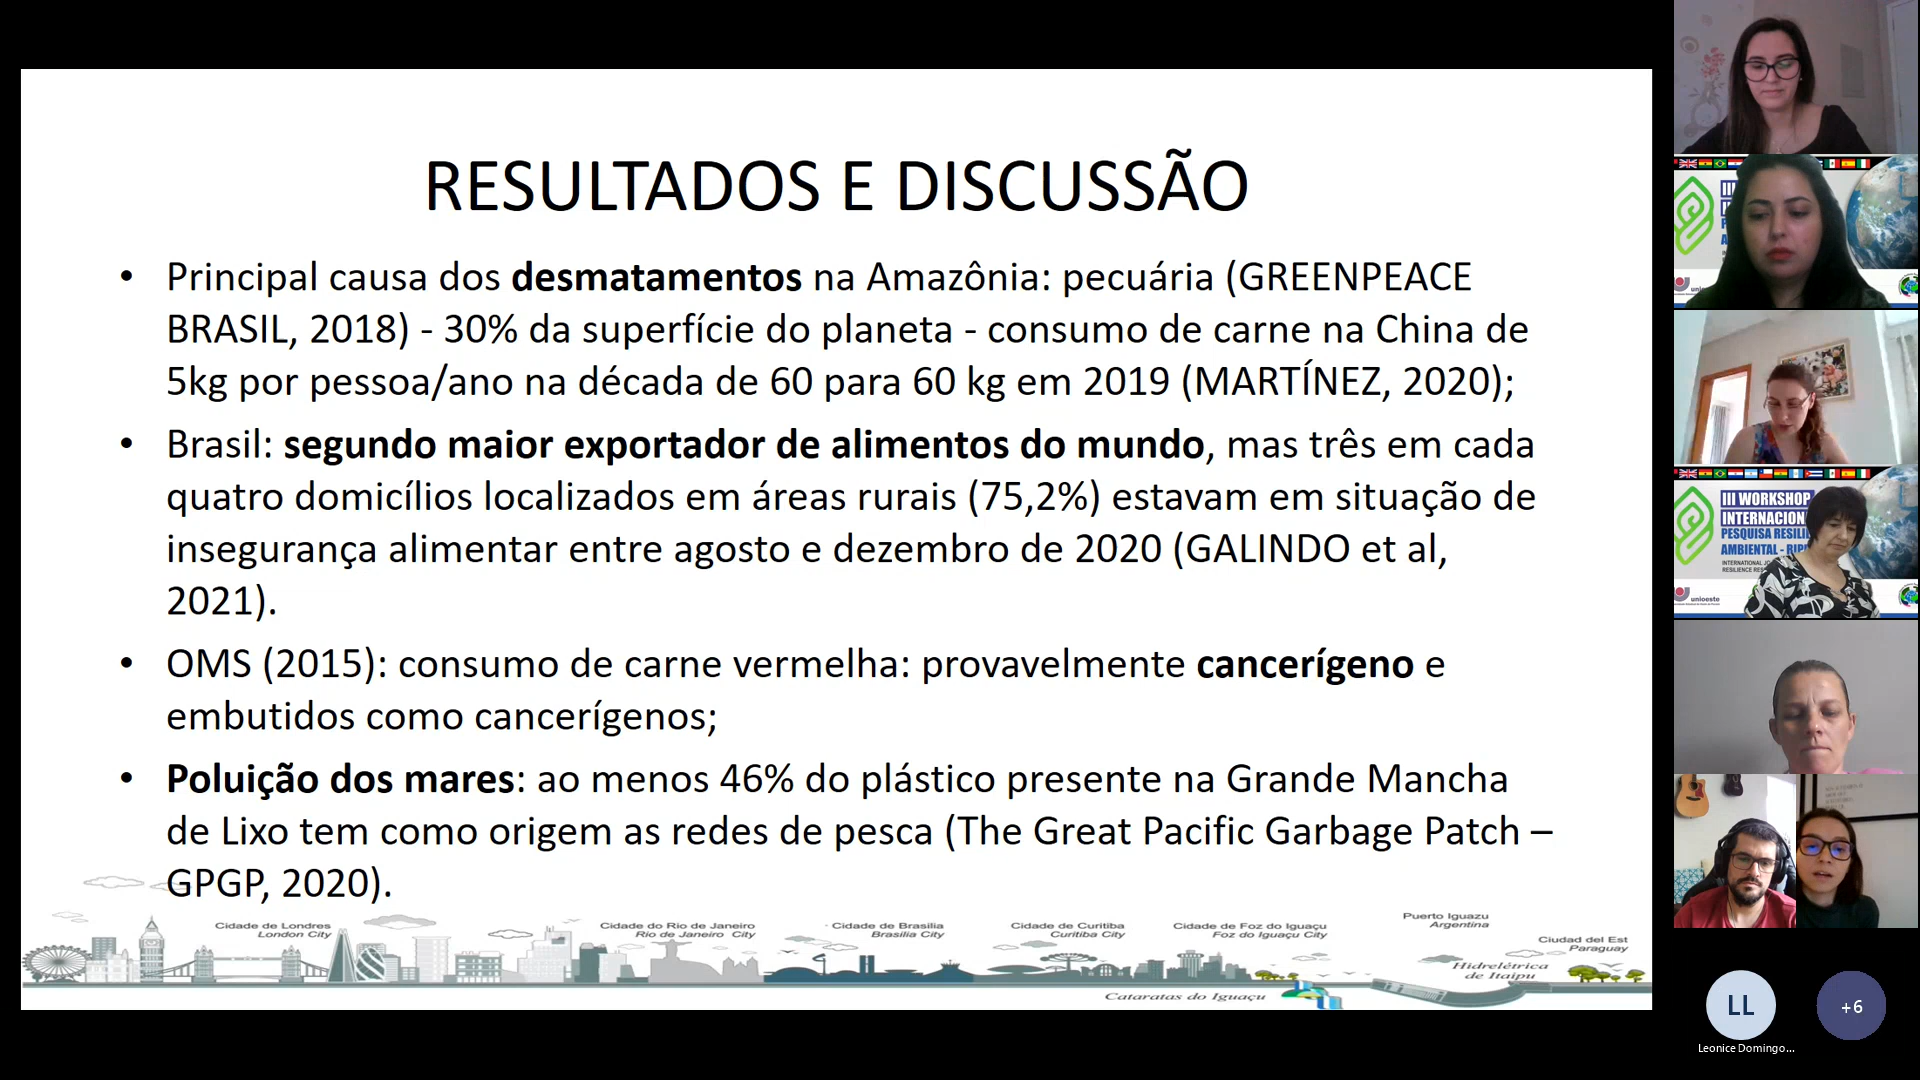 RESULTADOS E DISCUSSÃO
• Principal causa dos desmatamentos na Amazônia: pecuária (GREENPEACE
BRASIL, 2018) - 30% da superfície do planeta - consumo de carne na China de
5kg por pessoa/ano na década de 60 para 60 kg em 2019 (MARTÍNEZ, 2020);
• Brasil: segundo maior exportador de alimentos do mundo, mas três em cada
quatro domicílios localizados em áreas rurais (75,2%) estavam em situação de
insegurança alimentar entre agosto e dezembro de 2020 (GALINDO et al,
2021).
• OMS (2015): consumo de carne vermelha: provavelmente cancerígeno e
embutidos como cancerígenos;
• Poluição dos mares: ao menos 46% do plástico presente na Grande Mancha
de Lixo tem como origem as redes de pesca (The Great Pacific Garbage Patch –
GPGP, 2020).
Cidade de Londres
London City
Cidade do Rio de Janeiro
Rio de Janeiro City
Cidade de Brasilia
Brasilia City
Cidade de Curitiba
Curitiba City
Cidade de Foz do Iguaçu
Foz do Iguaçu City
Puerto Iguazu
Argentina
Ciudad del Est
Paraguay
Hidrelétrica
de Itaipu
Cataratas do Iguaçu
III WORKSHOP
INTERNACION
PESQUISA RESILI
AMBIENTAL - RIP
INTERNATIONAL
unioeste
LL
Leonice Domingo...
+6